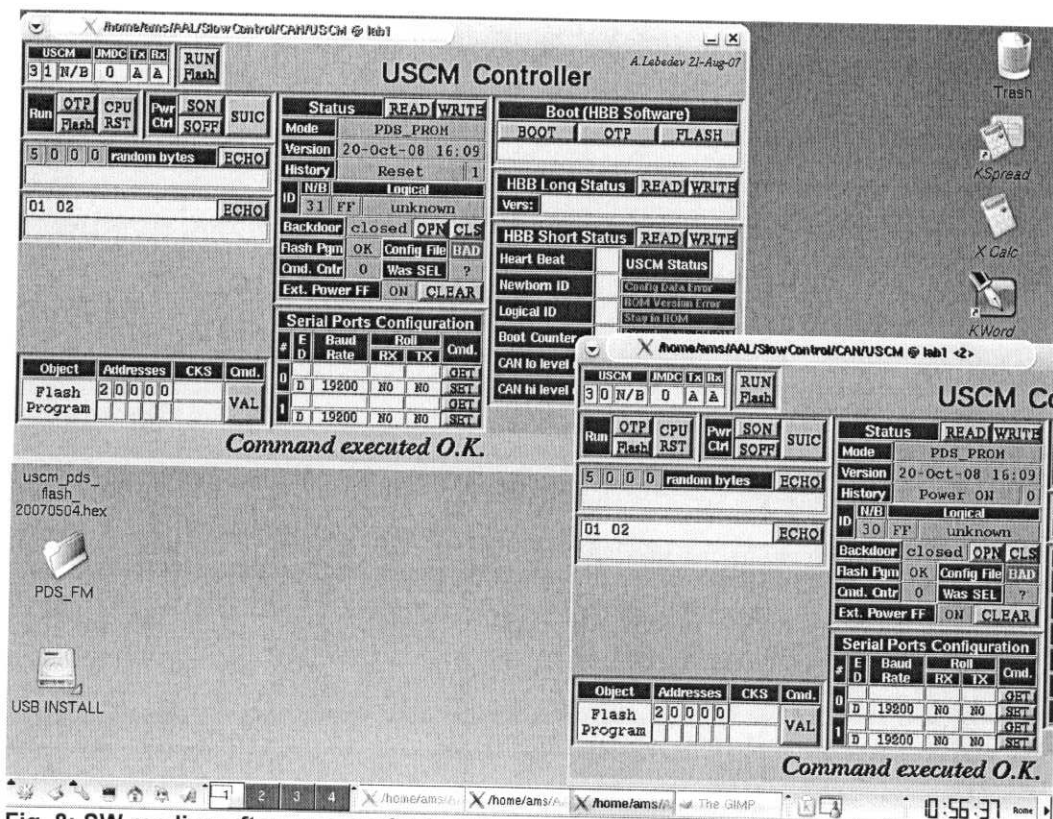 /home/ams/AAL/SlowControl/CAN/USCM @ lab1
USCM JMDC Tx Rx RUN
3 1 N/B 0 A A Flash
USCM Controller
A.Lebedev 21-Aug-07
Run OTP CPU Pwr SON SUIC
Flash RST Ctrl SOFF
5 0 0 0 random bytes ECHO
01 02 ECHO
Object Addresses CKS Cmd.
Flash 2 0 0 0 0
Program VAL
Status READ WRITE
Mode PDS_PROM
Version 20-Oct-08 16:09
History Reset 1
ID N/B Logical
31 FF unknown
Backdoor closed OPN CLS
Flash Pgm OK Config File BAD
Cmd. Cntr 0 Was SEL ?
Ext. Power FF ON CLEAR
Serial Ports Configuration
# E D Baud Rate Roll RX TX Cmd.
0 GET
D 19200 NO NO SET
1 GET
D 19200 NO NO SET
Boot (HBB Software)
BOOT OTP FLASH
HBB Long Status READ WRITE
Vers:
HBB Short Status READ WRITE
Heart Beat USCM Status
Newborn ID Config Data Error
ROM Version Error
Logical ID Stay in ROM
Boot Counter
CAN lo level
CAN hi level
Command executed O.K.
Trash
KSpread
X Calc
KWord
uscm_pds_
flash_
20070504.hex
PDS_FM
USB INSTALL
/home/ams/AAL/SlowControl/CAN/USCM @ lab1 <2>
USCM JMDC Tx Rx RUN
3 0 N/B 0 A A Flash
USCM Co
Run OTP CPU Pwr SON SUIC
Flash RST Ctrl SOFF
5 0 0 0 random bytes ECHO
01 02 ECHO
Object Addresses CKS Cmd.
Flash 2 0 0 0 0
Program VAL
Status READ WRITE
Mode PDS_PROM
Version 20-Oct-08 16:09
History Power ON 0
ID N/B Logical
30 FF unknown
Backdoor closed OPN CLS
Flash Pgm OK Config File BAD
Cmd. Cntr 0 Was SEL ?
Ext. Power FF ON CLEAR
Serial Ports Configuration
# E D Baud Rate Roll RX TX Cmd.
0 GET
D 19200 NO NO SET
1 GET
D 19200 NO NO SET
Command executed O.K.
1 2 3 4 /home/ams/A /home/ams/A /home/ams/A The GIMP 10:56:37 Rome